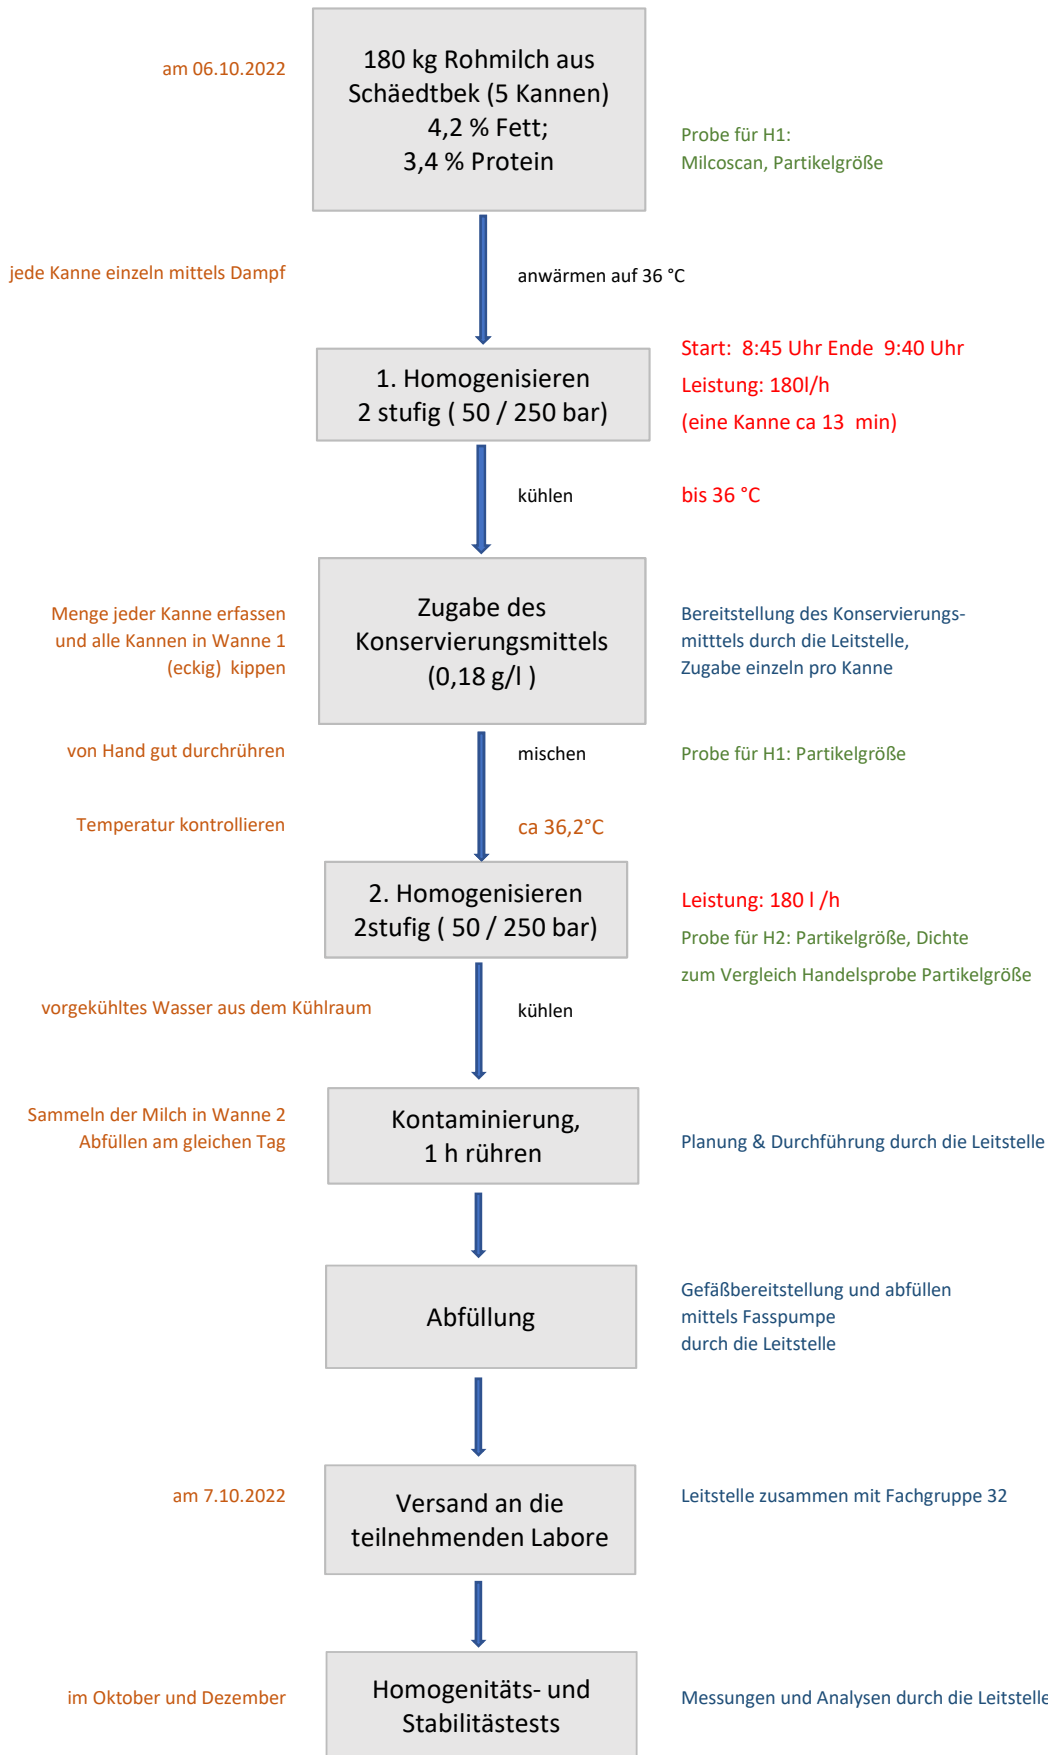 am 06.10.2022
180 kg Rohmilch aus
Schäedtbek (5 Kannen)
4,2 % Fett;
3,4 % Protein
Probe für H1:
Milcoscan, Partikelgröße
jede Kanne einzeln mittels Dampf
anwärmen auf 36 °C
1. Homogenisieren
2 stufig ( 50 / 250 bar)
Start: 8:45 Uhr Ende 9:40 Uhr
Leistung: 180l/h
(eine Kanne ca 13 min)
kühlen
bis 36 °C
Menge jeder Kanne erfassen
und alle Kannen in Wanne 1
(eckig) kippen
Zugabe des
Konservierungsmittels
(0,18 g/l )
Bereitstellung des Konservierungs-
mitttels durch die Leitstelle,
Zugabe einzeln pro Kanne
von Hand gut durchrühren
mischen
Probe für H1: Partikelgröße
Temperatur kontrollieren
ca 36,2°C
2. Homogenisieren
2stufig ( 50 / 250 bar)
Leistung: 180 l /h
Probe für H2: Partikelgröße, Dichte
zum Vergleich Handelsprobe Partikelgröße
vorgekühltes Wasser aus dem Kühlraum
kühlen
Sammeln der Milch in Wanne 2
Abfüllen am gleichen Tag
Kontaminierung,
1 h rühren
Planung & Durchführung durch die Leitstelle
Abfüllung
Gefäßbereitstellung und abfüllen
mittels Fasspumpe
durch die Leitstelle
am 7.10.2022
Versand an die
teilnehmenden Labore
Leitstelle zusammen mit Fachgruppe 32
im Oktober und Dezember
Homogenitäts- und
Stabilitästests
Messungen und Analysen durch die Leitstelle